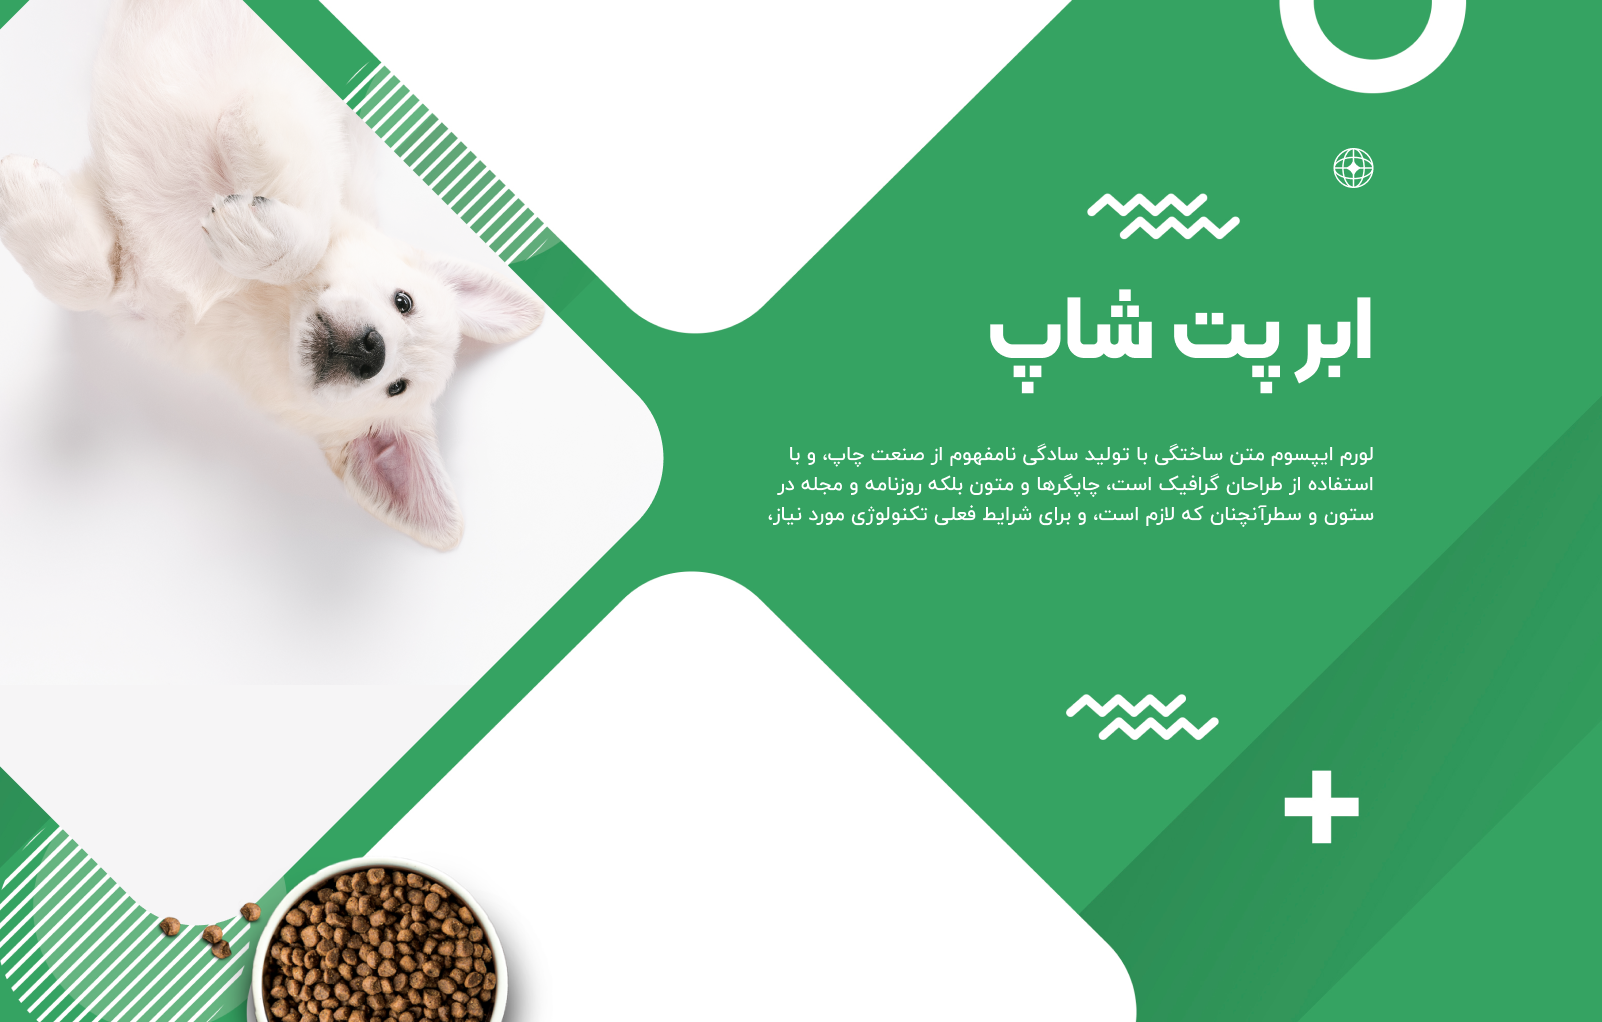 ابر پت شاپ
لورم ایپسوم متن ساختگی با تولید سادگی نامفهوم از صنعت چاپ، و با
استفاده از طراحان گرافیک است، چاپگرها و متون بلکه روزنامه و مجله در
ستون و سطرآنچنان که لازم است، و برای شرایط فعلی تکنولوژی مورد نیاز،